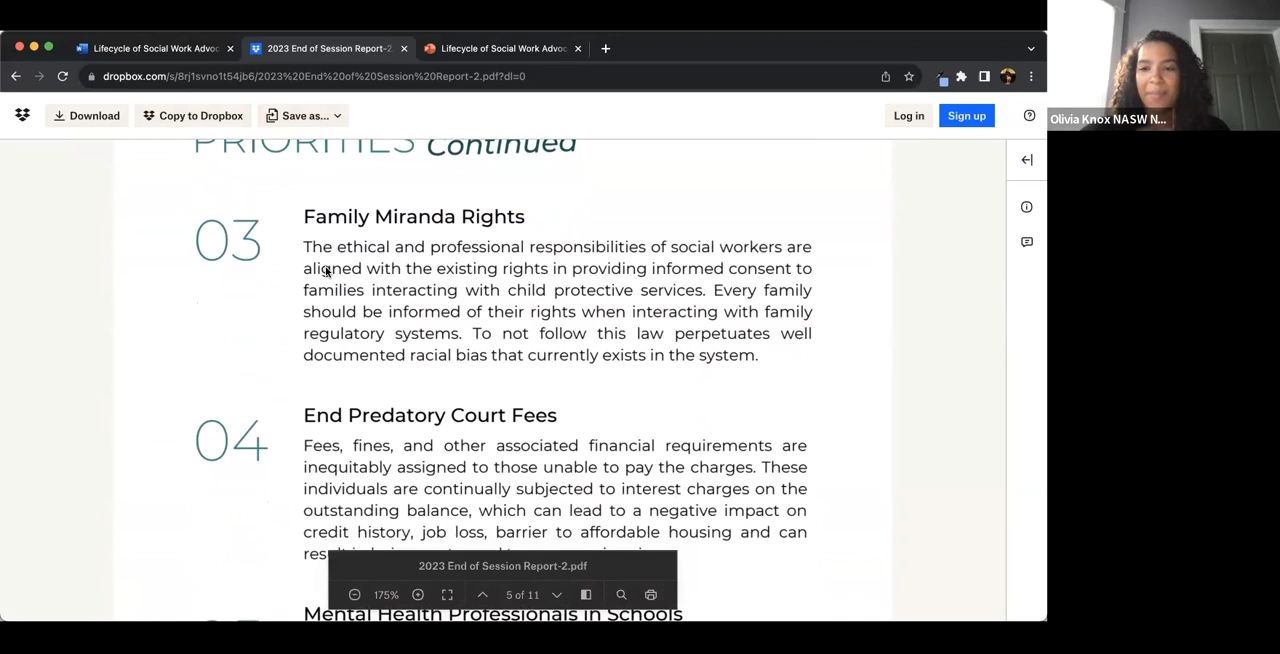 Lifecycle of Social Work Advoc
2023 End of Session Report-2
Lifecycle of Social Work Advoc
dropbox.com/s/8rj1svno1t54jb6/2023%20End%20of%20Session%20Report-2.pdf?dl=0
Download
Copy to Dropbox
Save as...
Log in
Sign up
Olivia Knox NASW N...
PRIORITIES Continued
03
Family Miranda Rights
The ethical and professional responsibilities of social workers are
aligned with the existing rights in providing informed consent to
families interacting with child protective services. Every family
should be informed of their rights when interacting with family
regulatory systems. To not follow this law perpetuates well
documented racial bias that currently exists in the system.
04
End Predatory Court Fees
Fees, fines, and other associated financial requirements are
inequitably assigned to those unable to pay the charges. These
individuals are continually subjected to interest charges on the
outstanding balance, which can lead to a negative impact on
credit history, job loss, barrier to affordable housing and can
2023 End of Session Report-2.pdf
175%
5 of 11
Mental Health Professionals in Schools